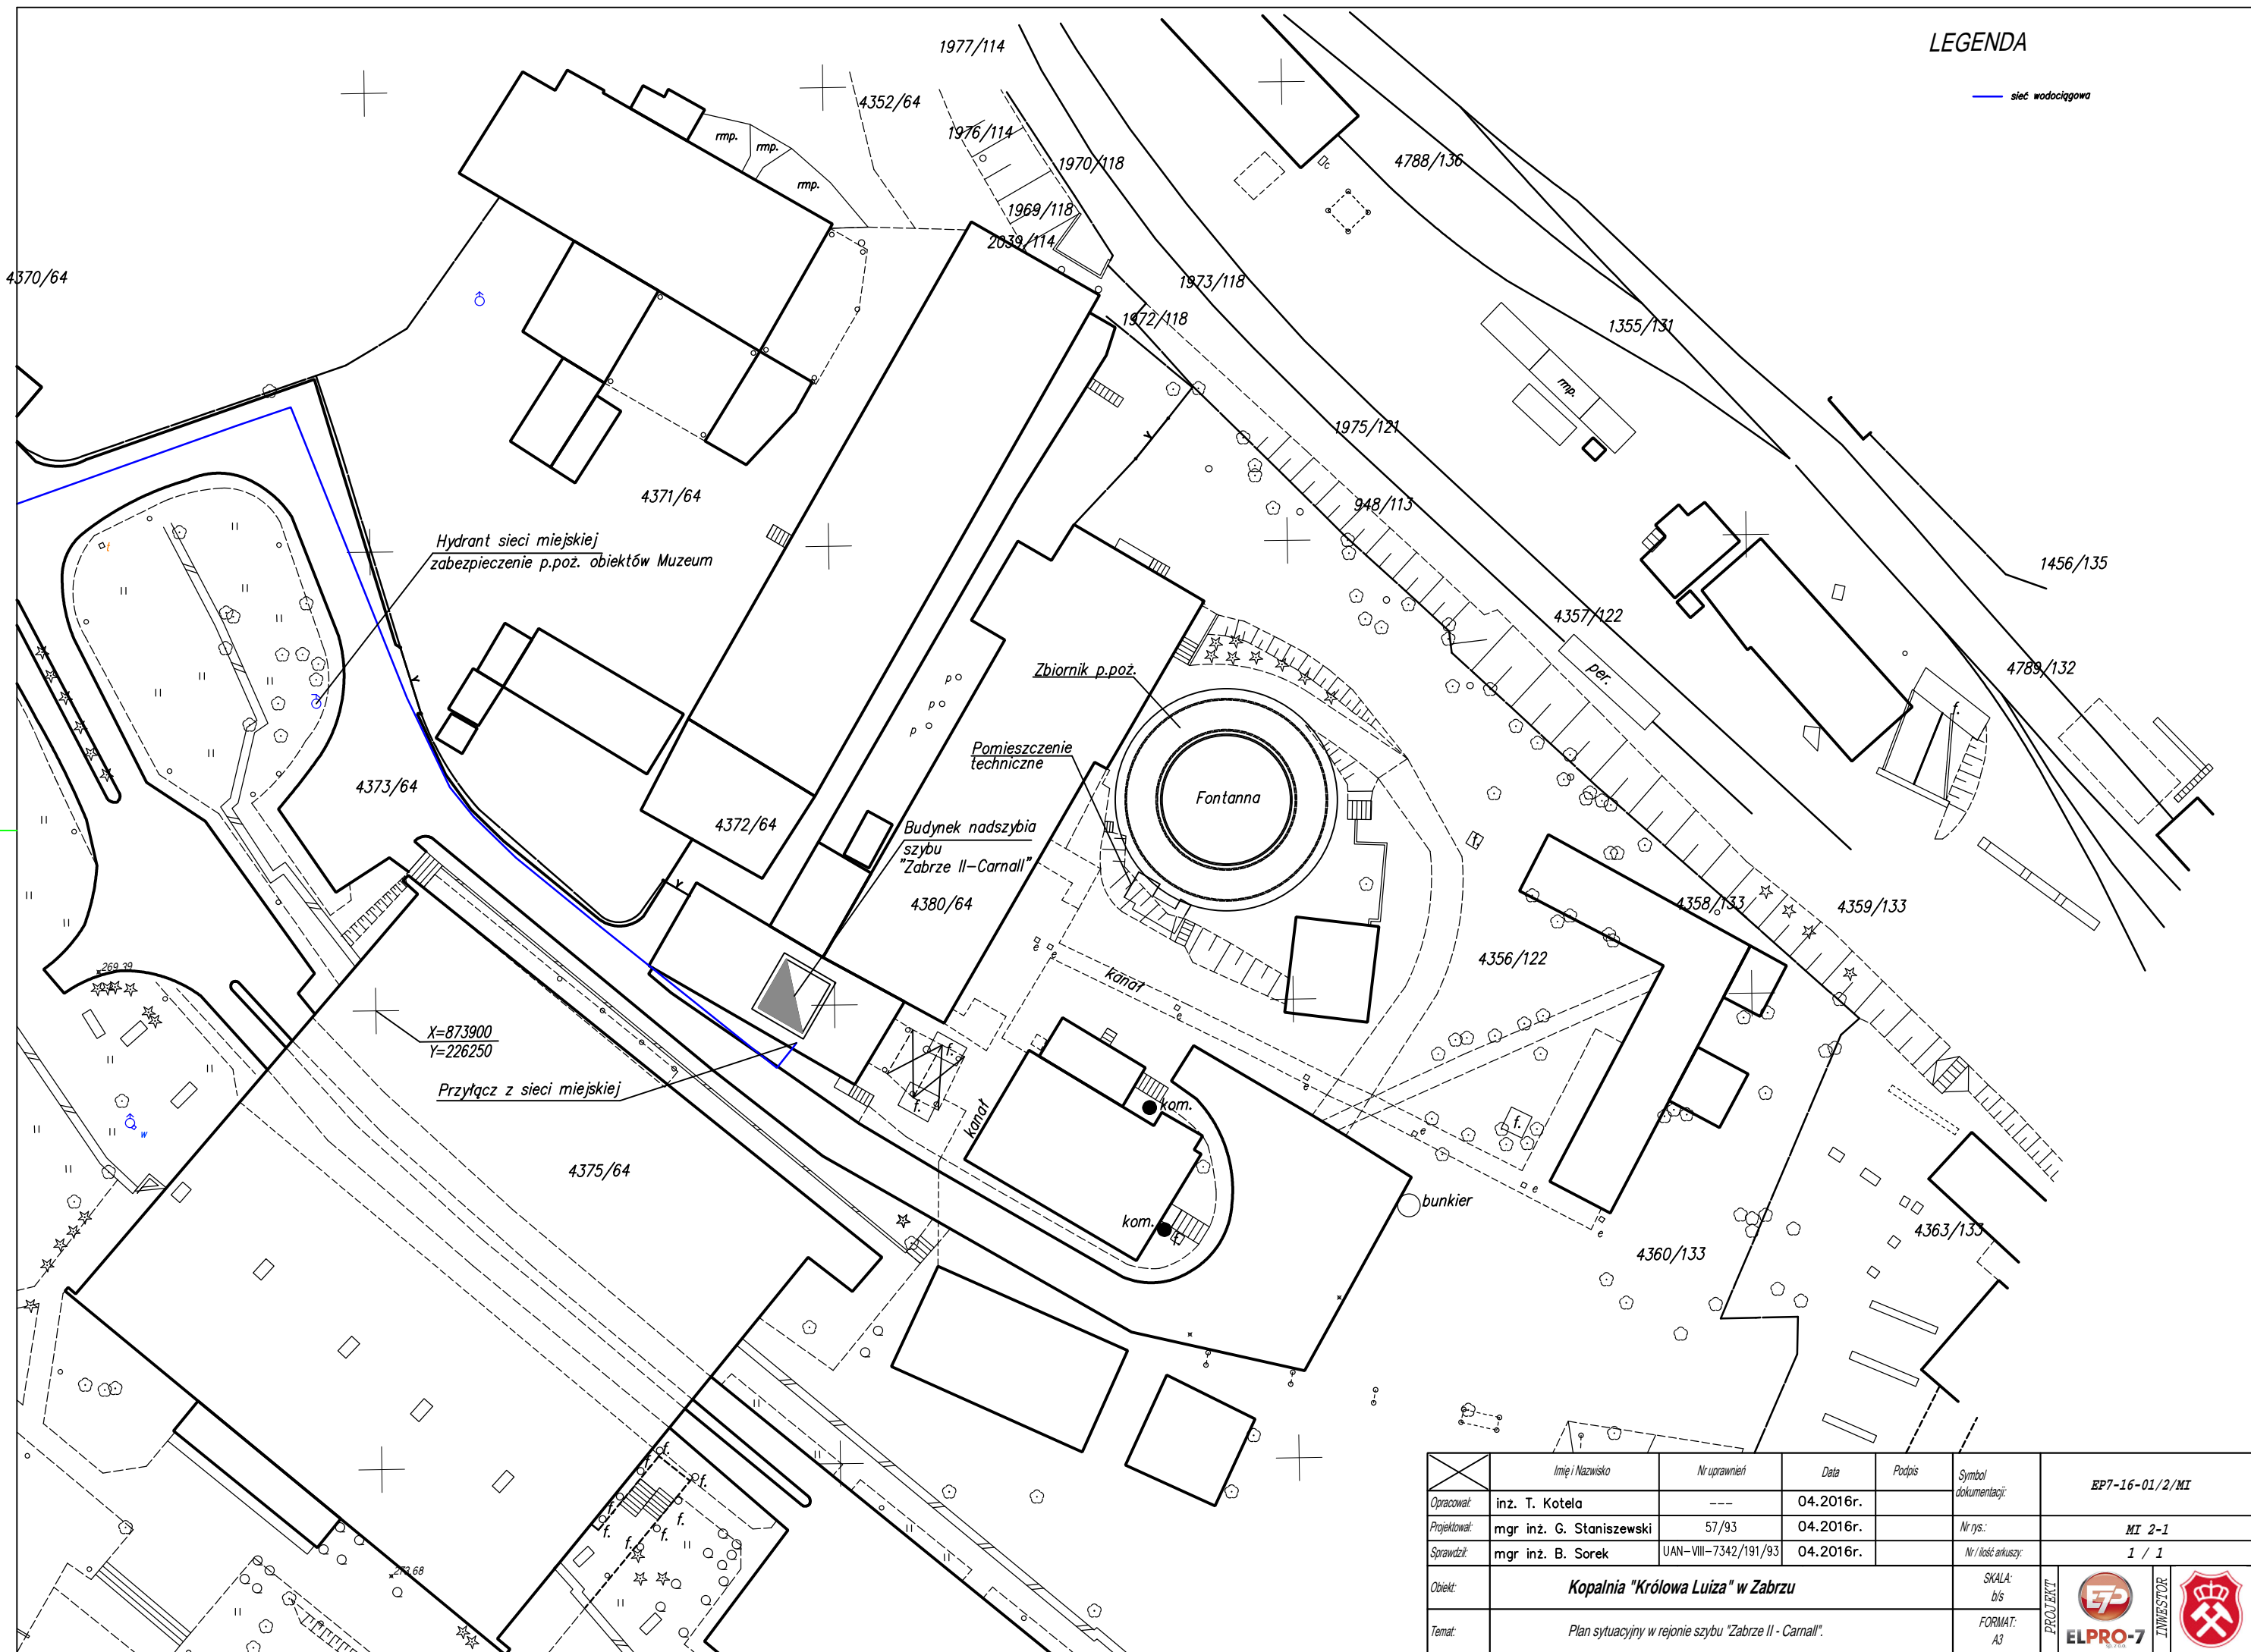 LEGENDA
sieć wodociągowa
1977/114
4352/64
1976/114
1970/118
4788/136
rmp.
rmp.
rmp.
c
1969/118
2039/114
4370/64
1973/118
1972/118
1355/131
rmp.
1975/121
4371/64
948/113
Hydrant sieci miejskiej
zabezpieczenie p.poż. obiektów Muzeum
t
1456/135
4357/122
Zbiornik p.poż.
per.
4789/132
f.
p
p
p
Pomieszczenie
techniczne
4373/64
Fontanna
4372/64
Budynek nadszybia
szybu
"Zabrze II-Carnall"
f.
4380/64
4358/133
4359/133
e
e
4356/122
269.39
kanał
e
X=873900
Y=226250
f.
Przyłącz z sieci miejskiej
e
f.
kom.
kanał
f.
w
e
4375/64
e
bunkier
kom.
f.
e
4363/133
4360/133
f.
f.
f.
f.
f.
f.
f.
f.
272.68
Imię i Nazwisko
Nr uprawnień
Data
Podpis
Symbol
dokumentacji:
EP7-16-01/2/MI
Opracował:
inż. T. Kotela
---
04.2016r.
Projektował:
mgr inż. G. Staniszewski
57/93
04.2016r.
Nr rys.:
MI 2-1
Sprawdził:
mgr inż. B. Sorek
UAN-VIII-7342/191/93
04.2016r.
Nr / ilość arkuszy:
1 / 1
Obiekt:
Kopalnia "Królowa Luiza" w Zabrzu
SKALA:
b/s
PROJEKT
EP
ELPRO-7
INWESTOR
Temat:
Plan sytuacyjny w rejonie szybu "Zabrze II - Carnall".
FORMAT:
A3